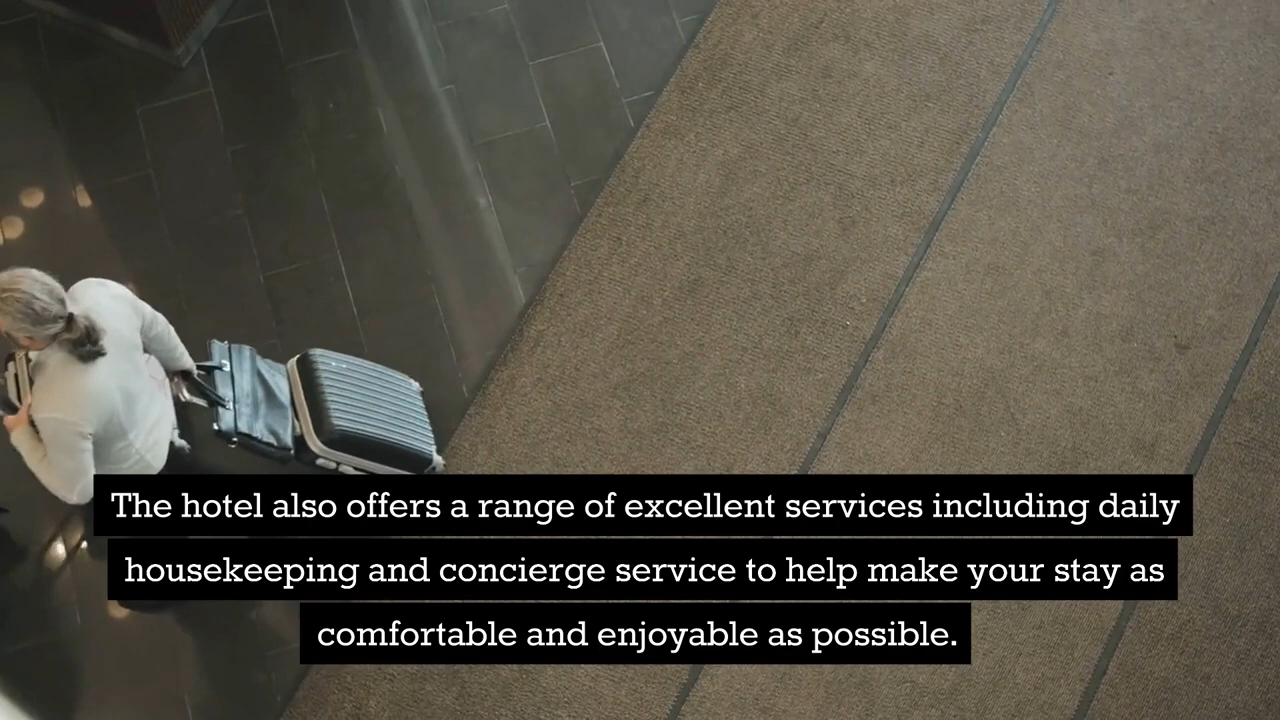 The hotel also offers a range of excellent services including daily
housekeeping and concierge service to help make your stay as
comfortable and enjoyable as possible.